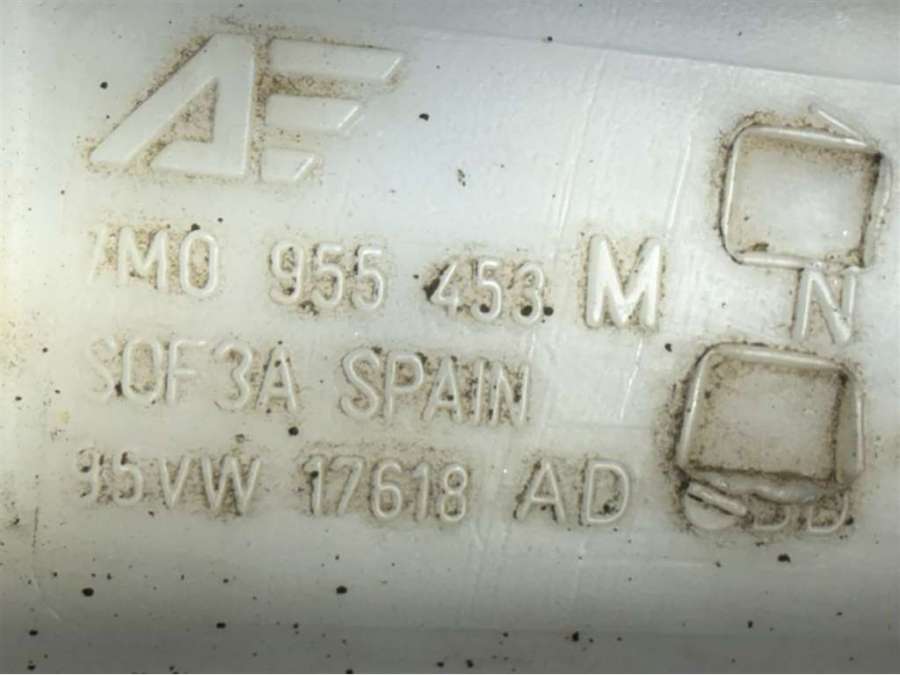 AE
7M0 955 453 M
N
SOF3A SPAIN
95VW 17618 AD